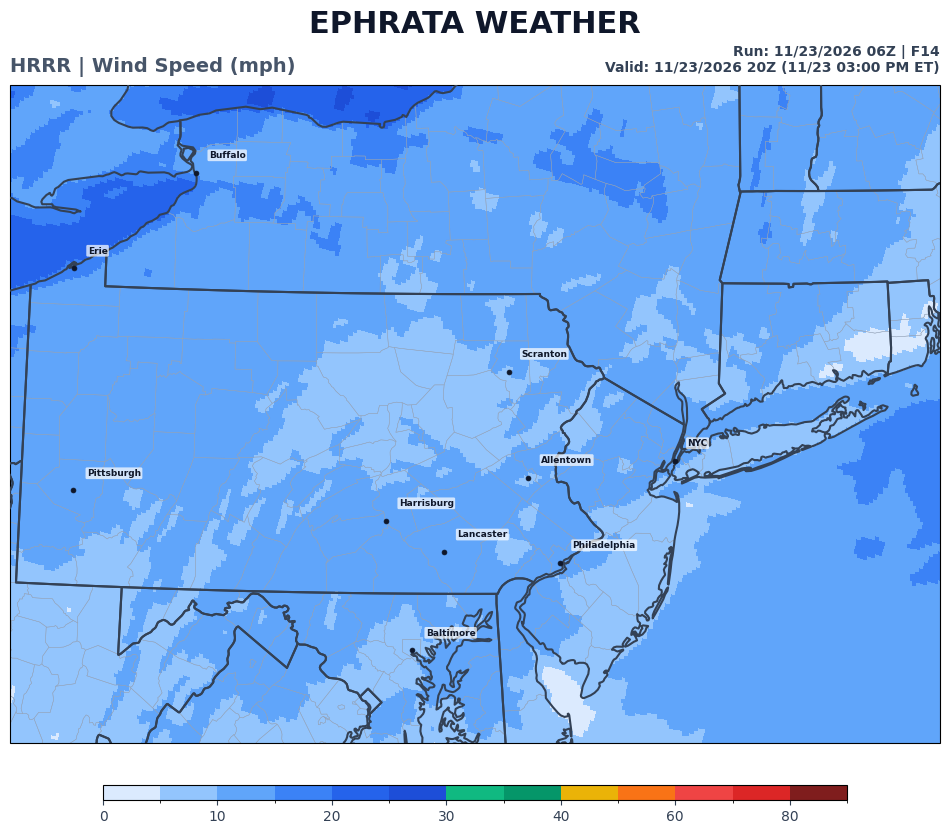 EPHRATA WEATHER
HRRR | Wind Speed (mph)
Run: 11/23/2026 06Z | F14
Valid: 11/23/2026 20Z (11/23 03:00 PM ET)
Buffalo
Erie
Scranton
NYC
Allentown
Pittsburgh
Harrisburg
Lancaster
Philadelphia
Baltimore
0 10 20 30 40 50 60 70 80